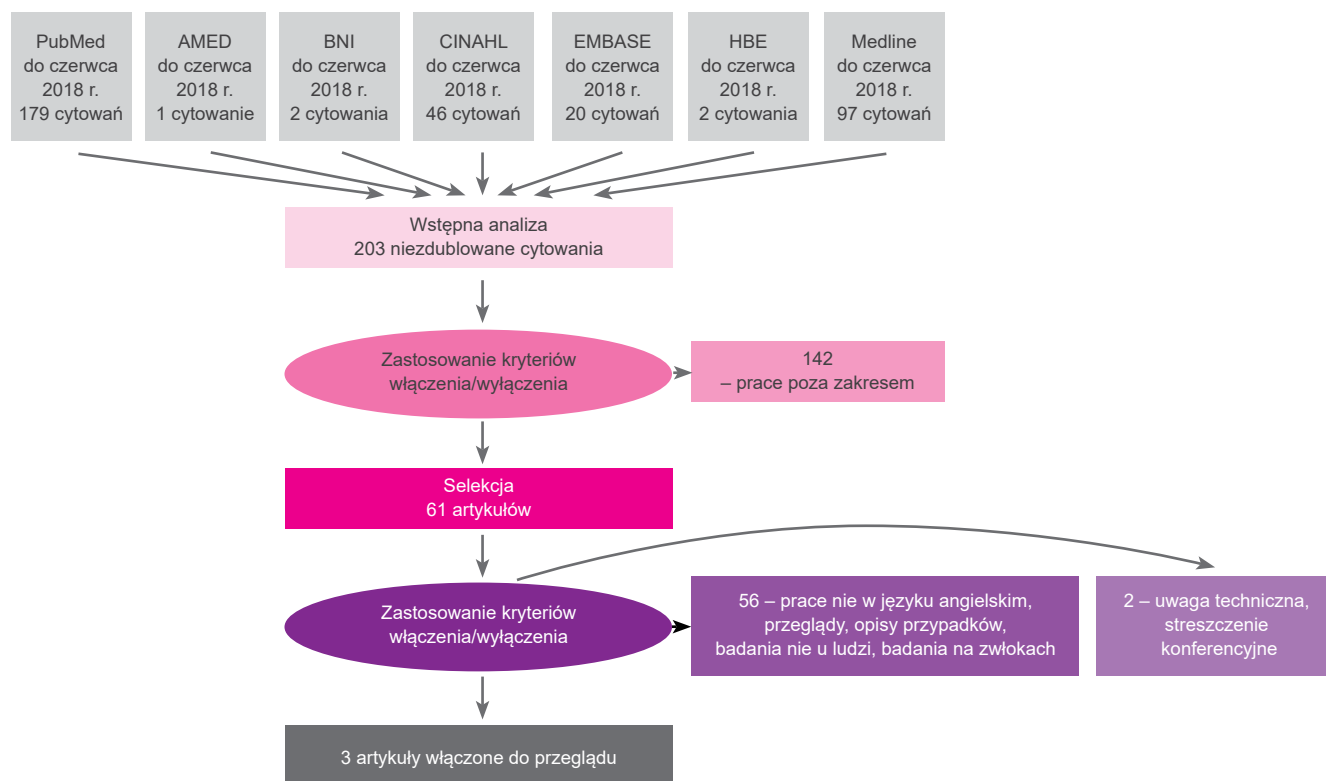 PubMed
do czerwca
2018 r.
179 cytowań
AMED
do czerwca
2018 r.
1 cytowanie
BNI
do czerwca
2018 r.
2 cytowania
CINAHL
do czerwca
2018 r.
46 cytowań
EMBASE
do czerwca
2018 r.
20 cytowań
HBE
do czerwca
2018 r.
2 cytowania
Medline
do czerwca
2018 r.
97 cytowań
Wstępna analiza
203 niezdublowane cytowania
Zastosowanie kryteriów
włączenia/wyłączenia
142
– prace poza zakresem
Selekcja
61 artykułów
Zastosowanie kryteriów
włączenia/wyłączenia
56 – prace nie w języku angielskim,
przeglądy, opisy przypadków,
badania nie u ludzi, badania na zwłokach
2 – uwaga techniczna,
streszczenie
konferencyjne
3 artykuły włączone do przeglądu